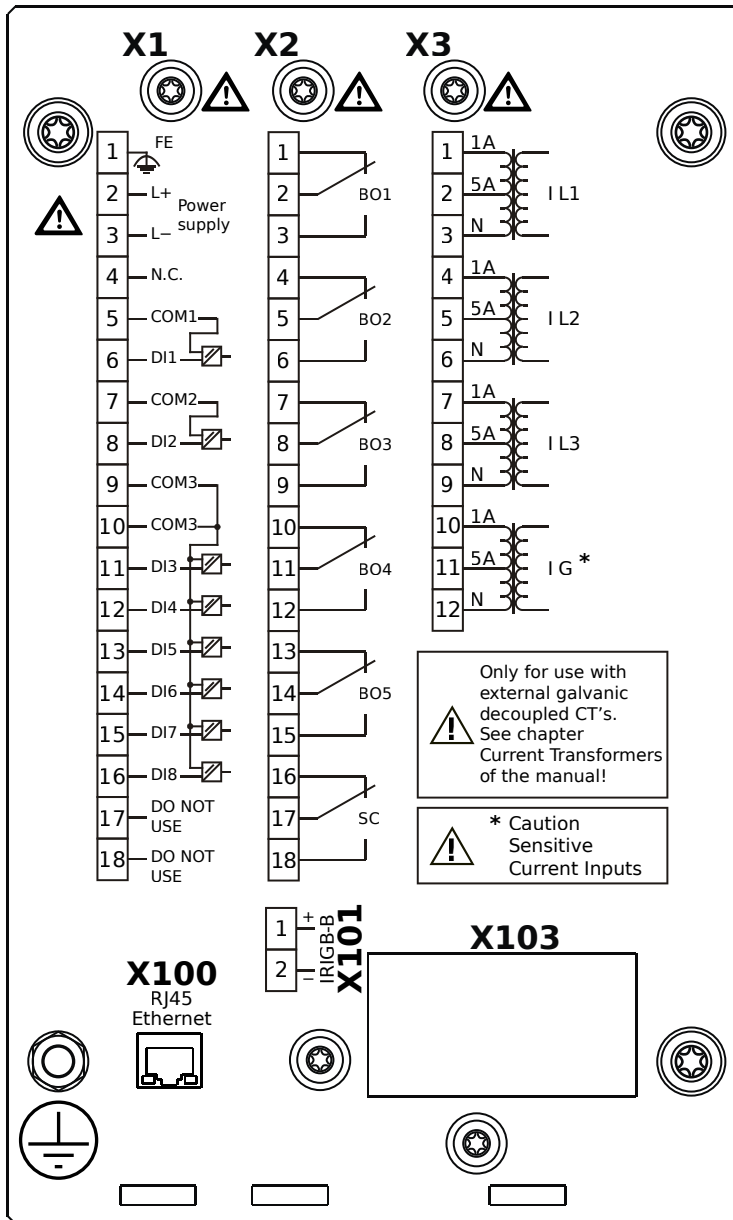 X1
X2
X3
1 FE
2 L+
Power
supply
3 L−
4 N.C.
5 COM1
6 DI1
7 COM2
8 DI2
9 COM3
10 COM3
11 DI3
12 DI4
13 DI5
14 DI6
15 DI7
16 DI8
17 DO NOT
USE
18 DO NOT
USE
1
2 BO1
3
4
5 BO2
6
7
8 BO3
9
10
11 BO4
12
13
14 BO5
15
16
17 SC
18
1 1A
2 5A I L1
3 N
4 1A
5 5A I L2
6 N
7 1A
8 5A I L3
9 N
10 1A
11 5A I G *
12 N
! Only for use with
external galvanic
decoupled CT's.
See chapter
Current Transformers
of the manual!
! * Caution
Sensitive
Current Inputs
1 +
2 −
IRIGB-B
X101
X103
X100
RJ45
Ethernet